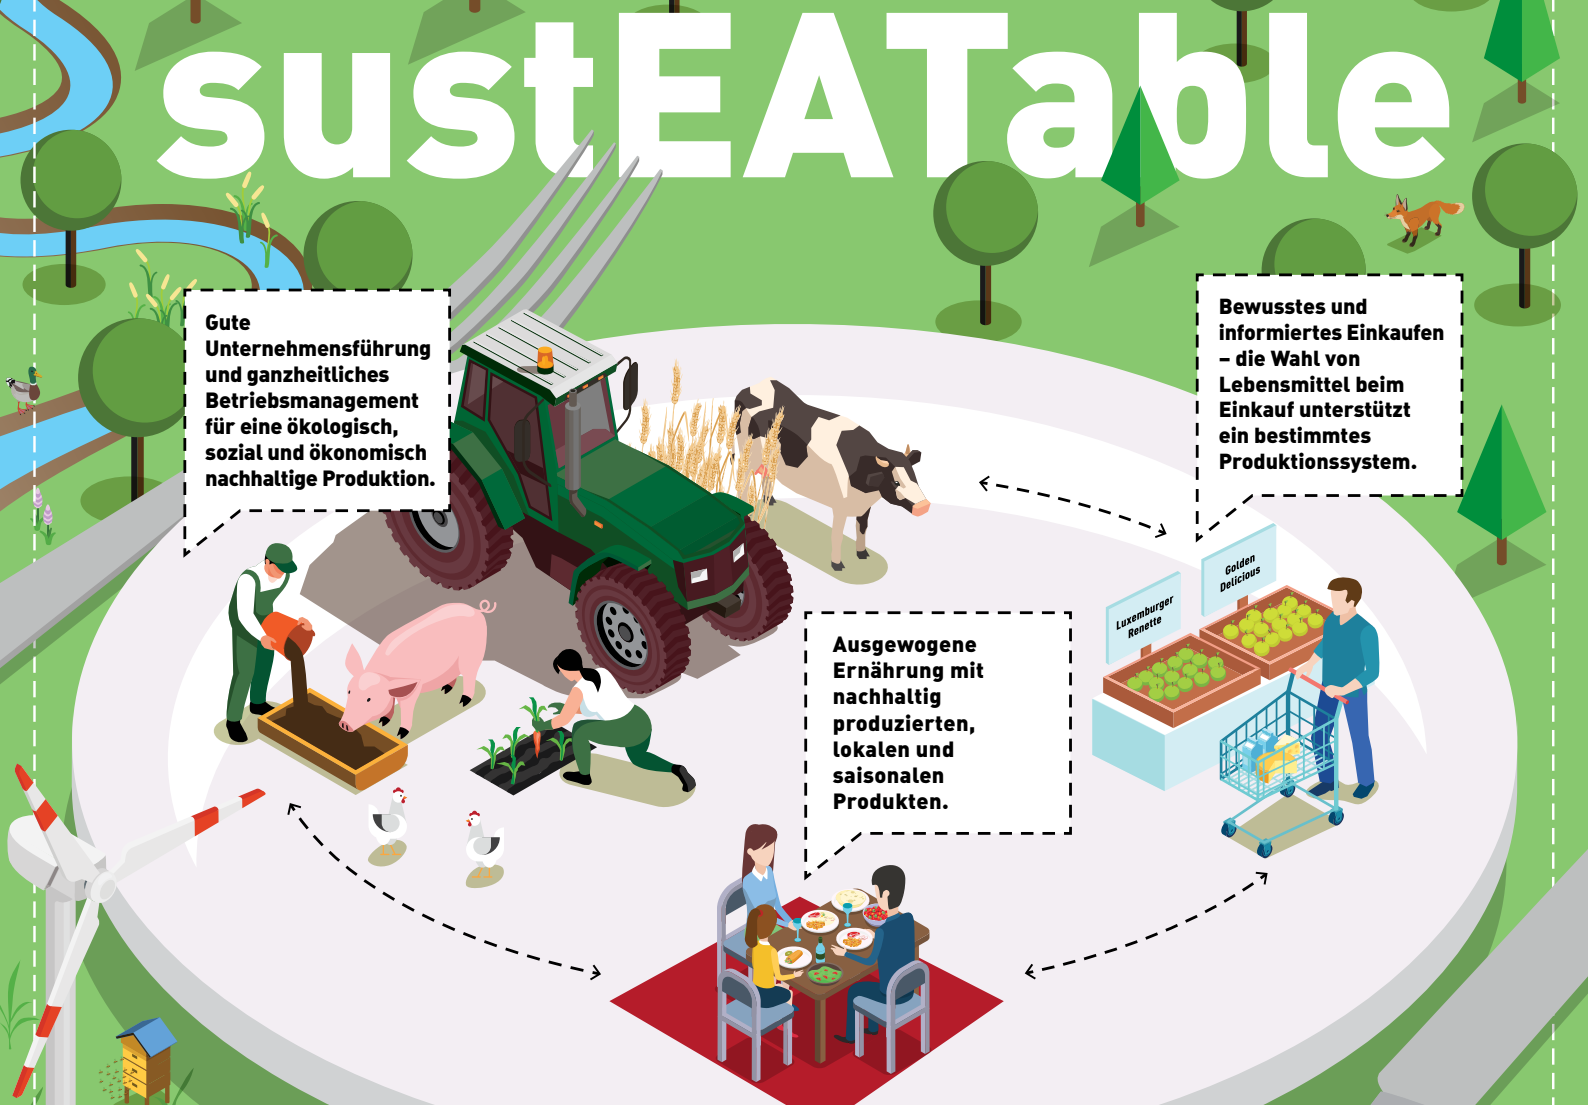 sustEATable
Gute
Unternehmensführung
und ganzheitliches
Betriebsmanagement
für eine ökologisch,
sozial und ökonomisch
nachhaltige Produktion.
Bewusstes und
informiertes Einkaufen
– die Wahl von
Lebensmittel beim
Einkauf unterstützt
ein bestimmtes
Produktionssystem.
Golden
Delicious
Luxemburger
Renette
Ausgewogene
Ernährung mit
nachhaltig
produzierten,
lokalen und
saisonalen
Produkten.